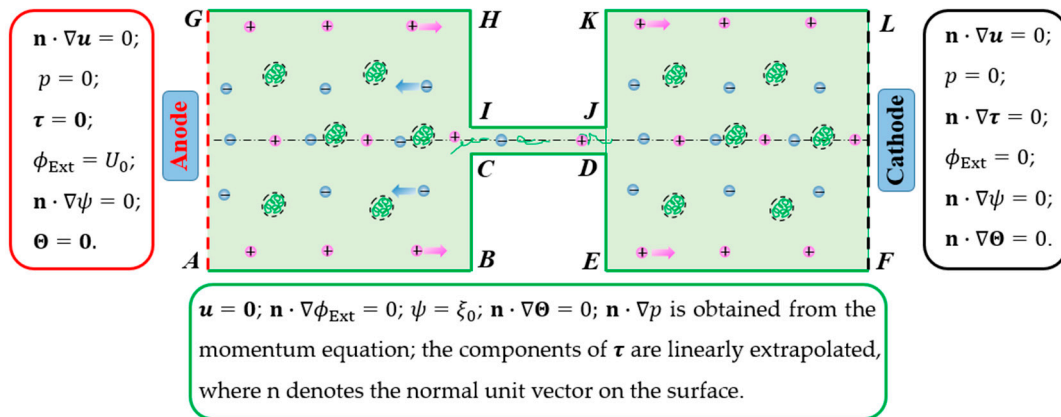 G
H
K
L
n · ∇u = 0;
p = 0;
τ = 0;
ϕExt = U0;
n · ∇ψ = 0;
Θ = 0.
Anode
I
J
C
D
Cathode
n · ∇u = 0;
p = 0;
n · ∇τ = 0;
ϕExt = 0;
n · ∇ψ = 0;
n · ∇Θ = 0.
A
B
E
F
u = 0; n · ∇ϕExt = 0; ψ = ξ0; n · ∇Θ = 0; n · ∇p is obtained from the
momentum equation; the components of τ are linearly extrapolated,
where n denotes the normal unit vector on the surface.